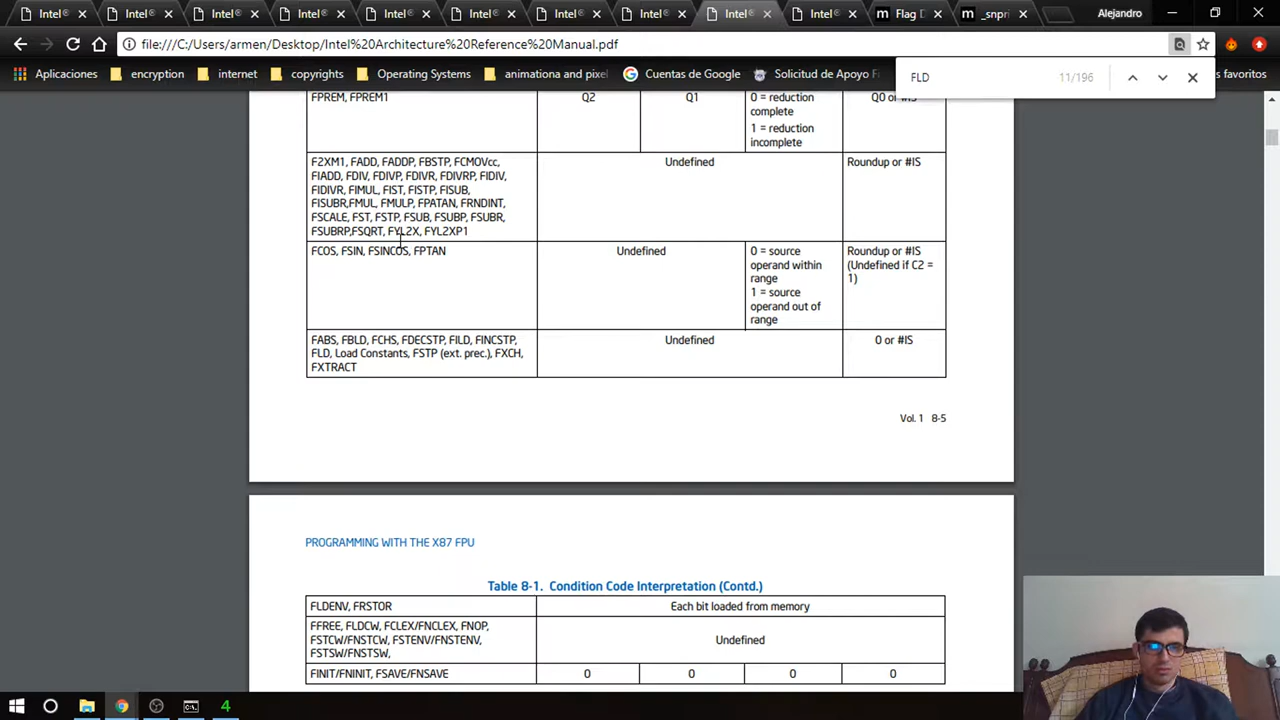 Intel®
Intel®
Intel®
Intel®
Intel®
Intel®
Intel®
Intel®
Intel®
Intel®
Flag D
_snpri
Alejandro
file:///C:/Users/armen/Desktop/Intel%20Architecture%20Reference%20Manual.pdf
Aplicaciones
encryption
internet
copyrights
Operating Systems
animationa and pixel
Cuentas de Google
Solicitud de Apoyo Fi
s favoritos
FLD
11/196
FPREM, FPREM1
Q2
Q1
0 = reduction
complete
1 = reduction
incomplete
Q0 or #IS
F2XM1, FADD, FADDP, FBSTP, FCMOVcc,
FIADD, FDIV, FDIVP, FDIVR, FDIVRP, FIDIV,
FIDIVR, FIMUL, FIST, FISTP, FISUB,
FISUBR,FMUL, FMULP, FPATAN, FRNDINT,
FSCALE, FST, FSTP, FSUB, FSUBP, FSUBR,
FSUBRP,FSQRT, FYL2X, FYL2XP1
Undefined
Roundup or #IS
FCOS, FSIN, FSINCOS, FPTAN
Undefined
0 = source
operand within
range
1 = source
operand out of
range
Roundup or #IS
(Undefined if C2 =
1)
FABS, FBLD, FCHS, FDECSTP, FILD, FINCSTP,
FLD, Load Constants, FSTP (ext. prec.), FXCH,
FXTRACT
Undefined
0 or #IS
Vol. 1 8-5
PROGRAMMING WITH THE X87 FPU
Table 8-1. Condition Code Interpretation (Contd.)
FLDENV, FRSTOR
Each bit loaded from memory
FFREE, FLDCW, FCLEX/FNCLEX, FNOP,
FSTCW/FNSTCW, FSTENV/FNSTENV,
FSTSW/FNSTSW,
Undefined
FINIT/FNINIT, FSAVE/FNSAVE
0
0
0
0
4